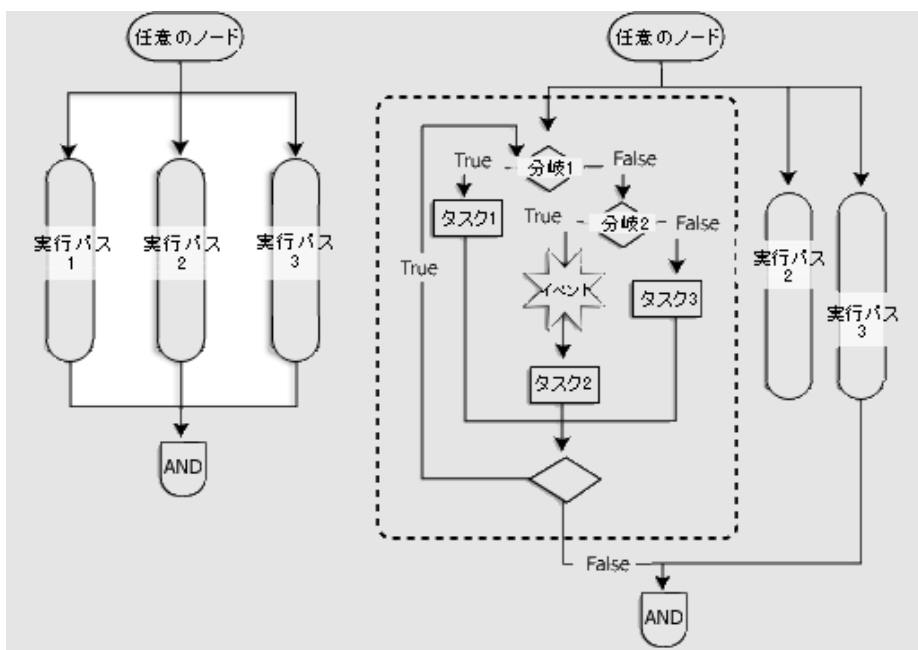 任意のノード
実行パス
1
実行パス
2
実行パス
3
AND
任意のノード
True
分岐1
False
タスク1
True
分岐2
False
True
イベント
タスク3
タスク2
実行パス
2
実行パス
3
False
AND